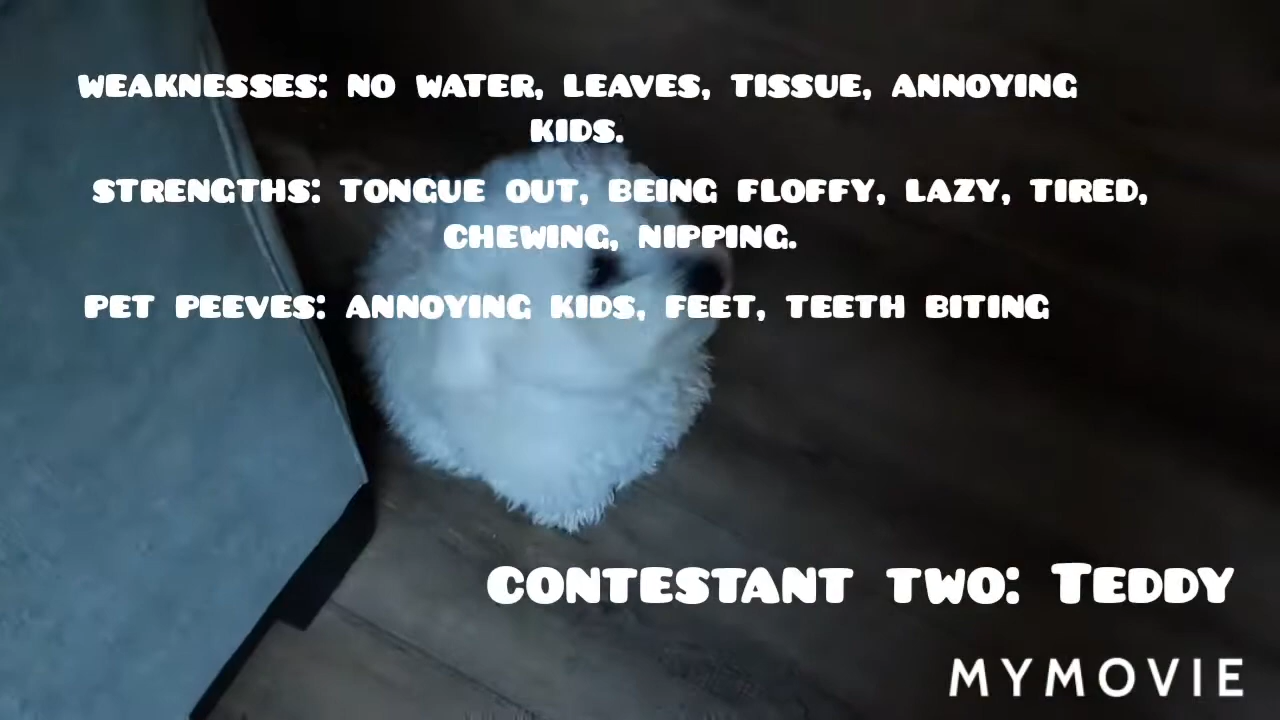 WEAKNESSES: NO WATER, LEAVES, TISSUE, ANNOYING
KIDS.
STRENGTHS: TONGUE OUT, BEING FLOFFY, LAZY, TIRED,
CHEWING, NIPPING.
PET PEEVES: ANNOYING KIDS, FEET, TEETH BITING
CONTESTANT TWO: TEDDY
MYMOVIE